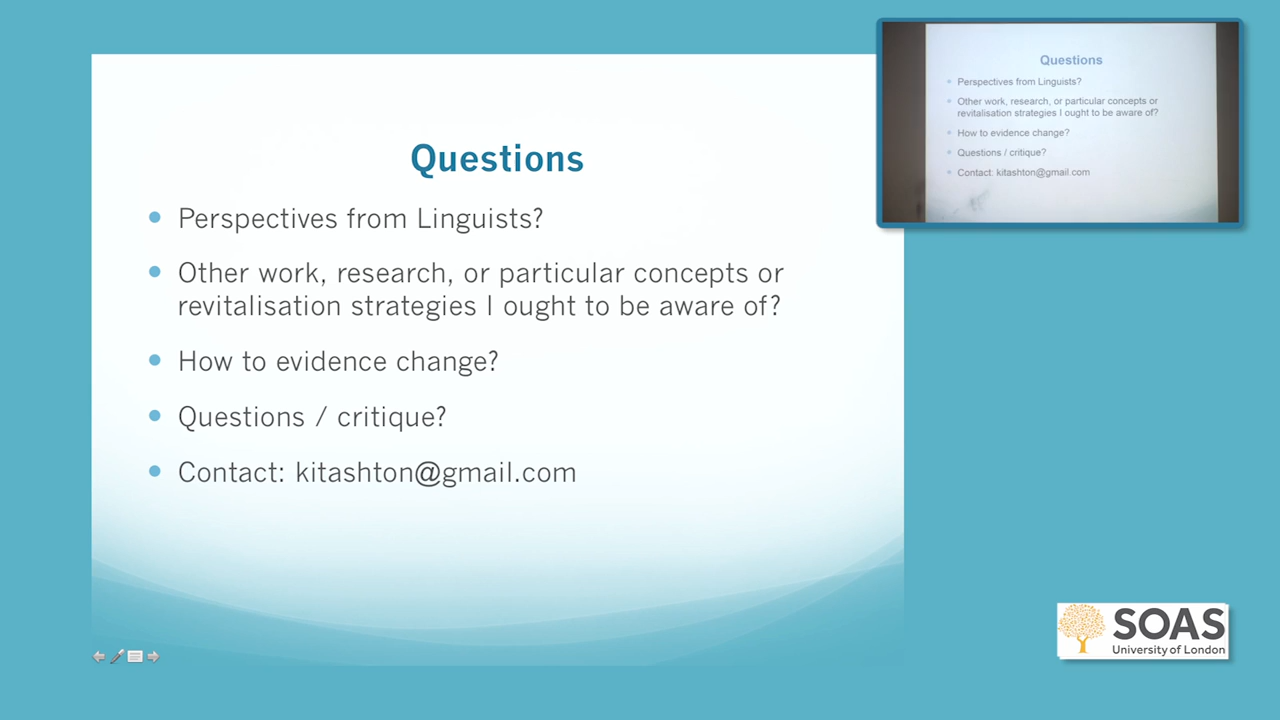 Questions
Perspectives from Linguists?
Other work, research, or particular concepts or
revitalisation strategies I ought to be aware of?
How to evidence change?
Questions / critique?
Contact: kitashton@gmail.com
Questions
Perspectives from Linguists?
Other work, research, or particular concepts or
revitalisation strategies I ought to be aware of?
How to evidence change?
Questions / critique?
Contact: kitashton@gmail.com
SOAS
University of London